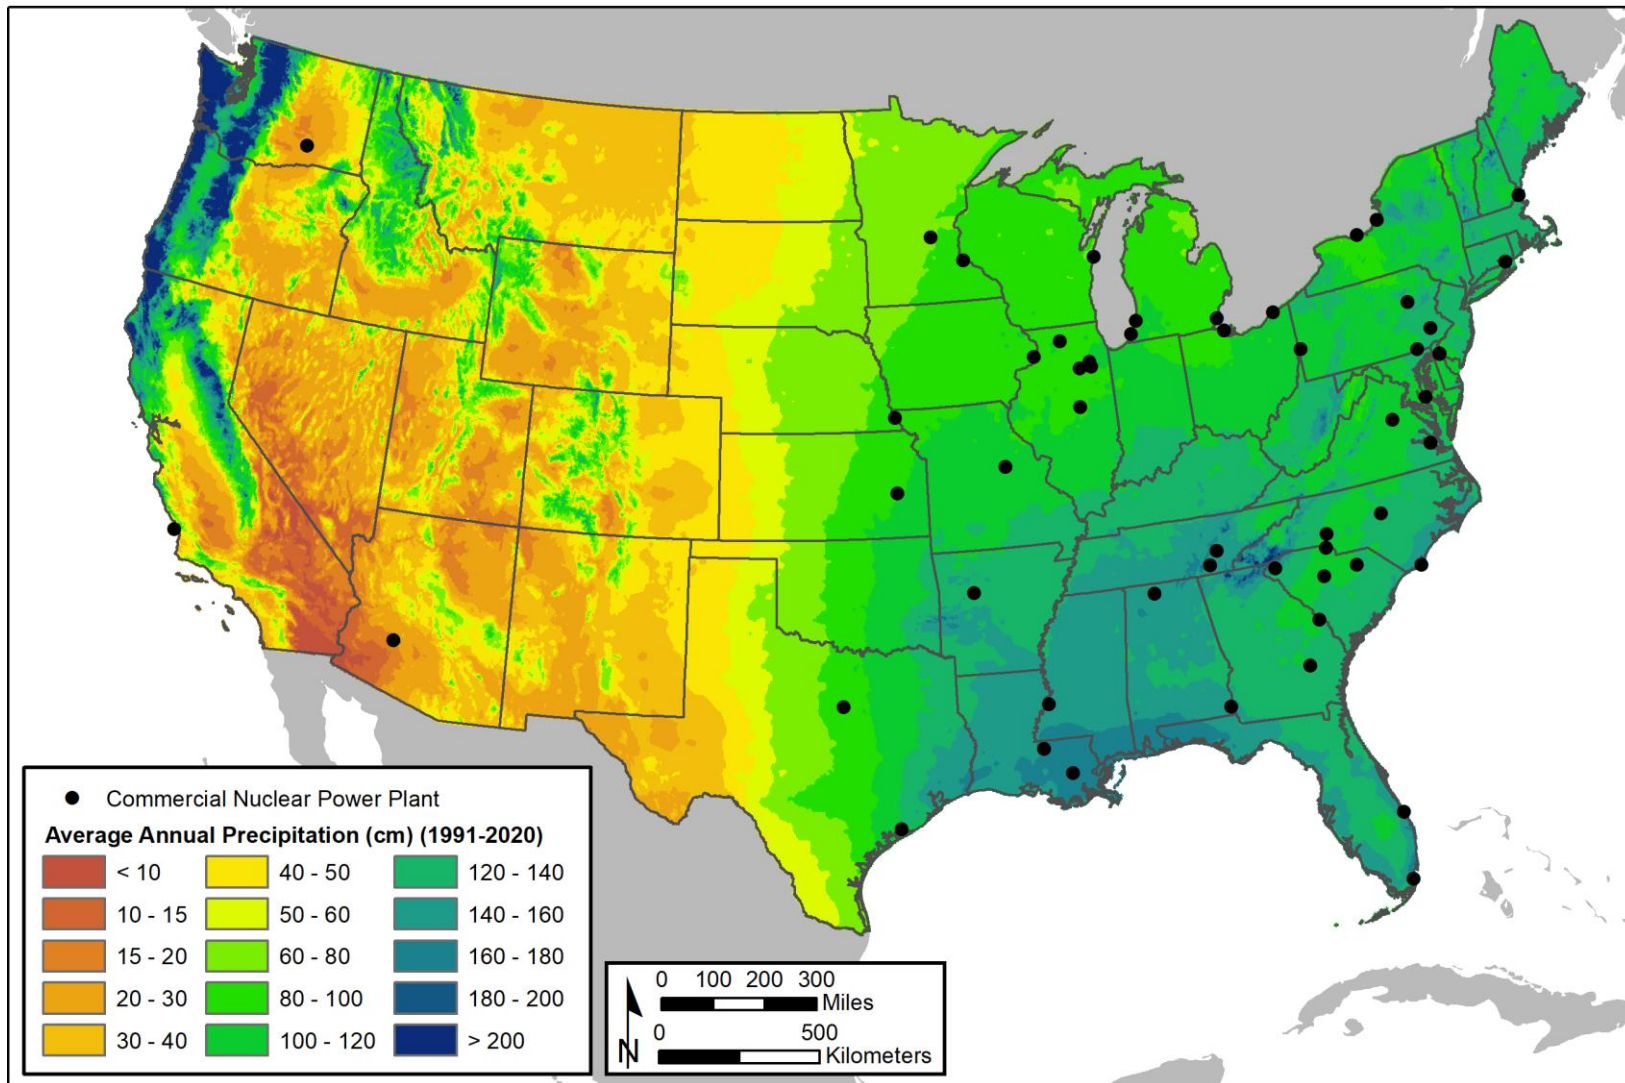 Commercial Nuclear Power Plant
Average Annual Precipitation (cm) (1991-2020)
< 10
10 - 15
15 - 20
20 - 30
30 - 40
40 - 50
50 - 60
60 - 80
80 - 100
100 - 120
120 - 140
140 - 160
160 - 180
180 - 200
> 200
N
0 100 200 300
Miles
0 500
Kilometers